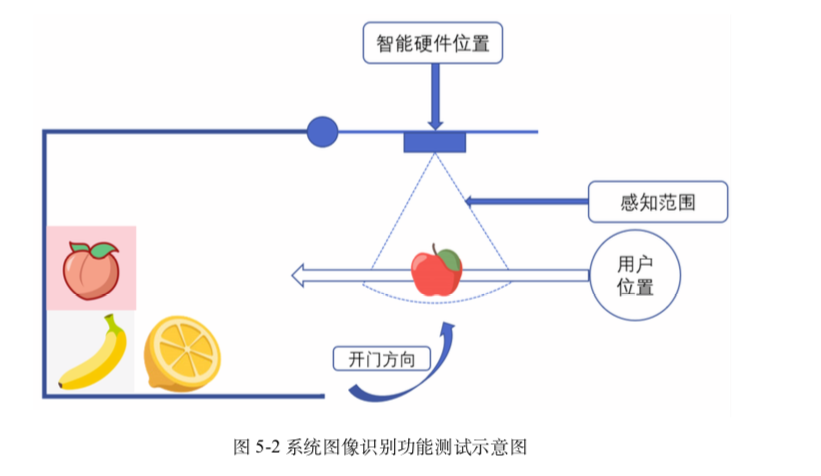 智能硬件位置
感知范围
用户
位置
开门方向
图 5-2 系统图像识别功能测试示意图